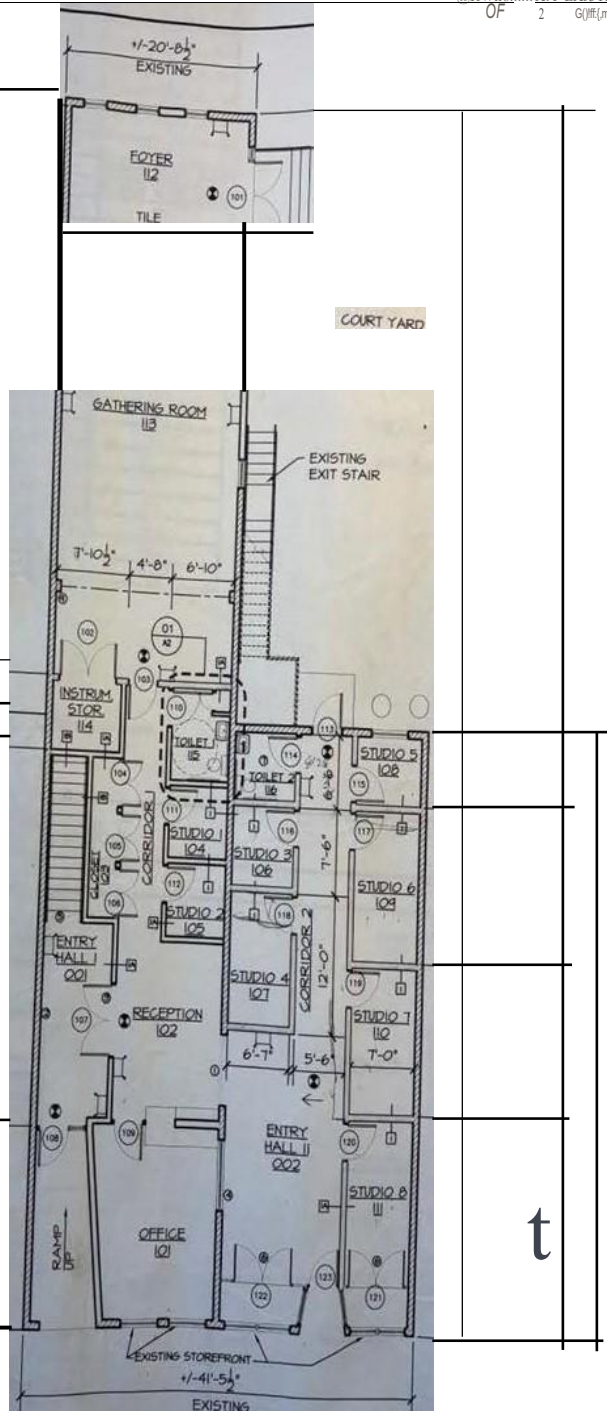 OF 2
+/-20'-8½"
EXISTING
FOYER
112
101
TILE
COURT YARD
GATHERING ROOM
113
EXISTING
EXIT STAIR
7'-10½" 4'-8" 6'-10"
102
01
A2
103
110
INSTRUM.
STOR
114
TOILET 1
115
113
114
TOILET 2
116
6'-6"
STUDIO 5
108
115
104
111
CORRIDOR 1
STUDIO 1
104
116
117
7'-6"
105
CLOSET
103
STUDIO 3
106
112
STUDIO 6
109
106
STUDIO 2
105
118
CORRIDOR 2
12'-0"
ENTRY
HALL I
001
STUDIO 4
107
119
107
RECEPTION
102
STUDIO 7
110
6'-7" 5'-6" 7'-0"
108
109
ENTRY
HALL II
002
120
STUDIO 8
111
RAMP
UP
OFFICE
101
t
122
123
121
EXISTING STOREFRONT
+/-41'-5½"
EXISTING